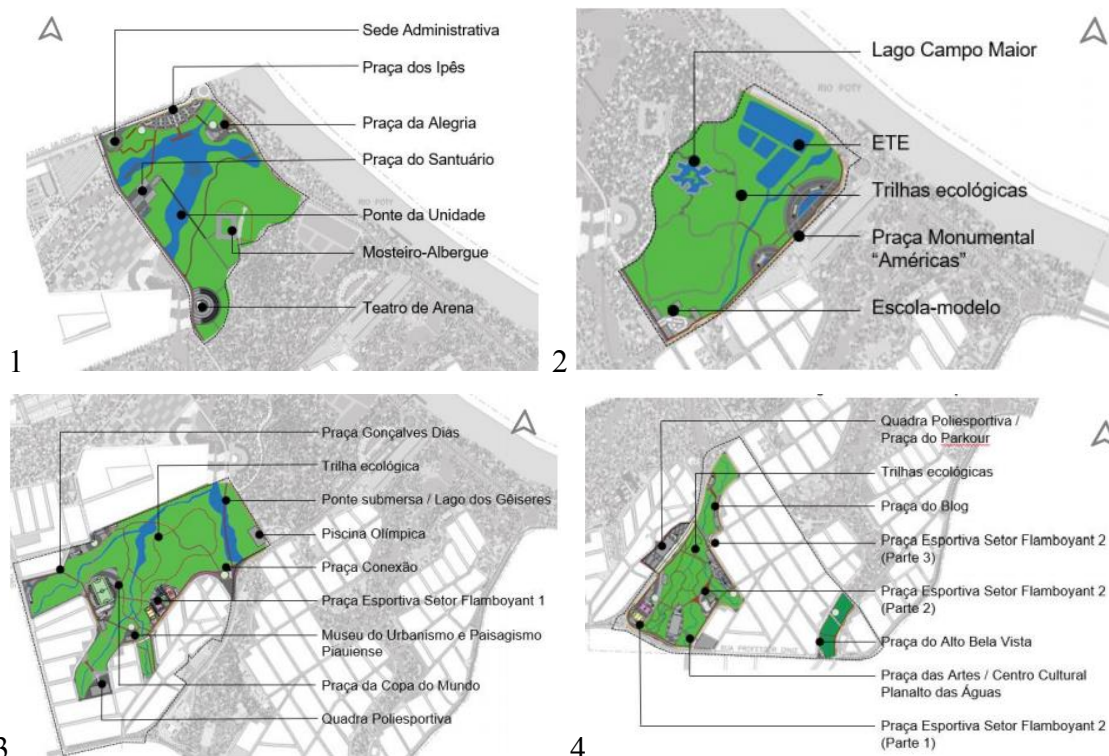 Sede Administrativa
Praça dos Ipês
Praça da Alegria
Praça do Santuário
RIO POTY
Ponte da Unidade
Mosteiro-Albergue
Teatro de Arena
1
Lago Campo Maior
RIO POTY
ETE
Trilhas ecológicas
Praça Monumental
“Américas”
Escola-modelo
2
Praça Gonçalves Dias
Trilha ecológica
Ponte submersa / Lago dos Gêiseres
Piscina Olímpica
Praça Conexão
Praça Esportiva Setor Flamboyant 1
Museu do Urbanismo e Paisagismo
Piauiense
Praça da Copa do Mundo
Quadra Poliesportiva
3
Quadra Poliesportiva /
Praça do Parkour
Trilhas ecológicas
Praça do Blog
Praça Esportiva Setor Flamboyant 2
(Parte 3)
Praça Esportiva Setor Flamboyant 2
(Parte 2)
Praça do Alto Bela Vista
RUA PROFESSOR
Praça das Artes / Centro Cultural
Planalto das Águas
Praça Esportiva Setor Flamboyant 2
(Parte 1)
4